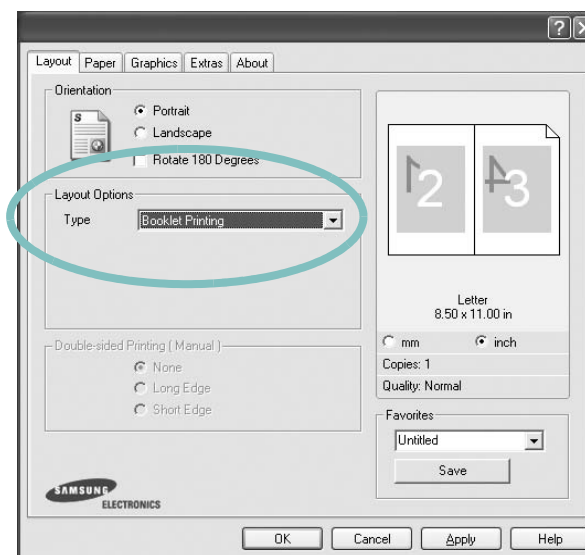 Layout Paper Graphics Extras About
Orientation
S
Portrait
Landscape
Rotate 180 Degrees
Layout Options
Type Booklet Printing
Double-sided Printing ( Manual )
None
Long Edge
Short Edge
SAMSUNG
ELECTRONICS
1 2 4 3
Letter
8.50 x 11.00 in
mm inch
Copies: 1
Quality: Normal
Favorites
Untitled
Save
OK Cancel Apply Help